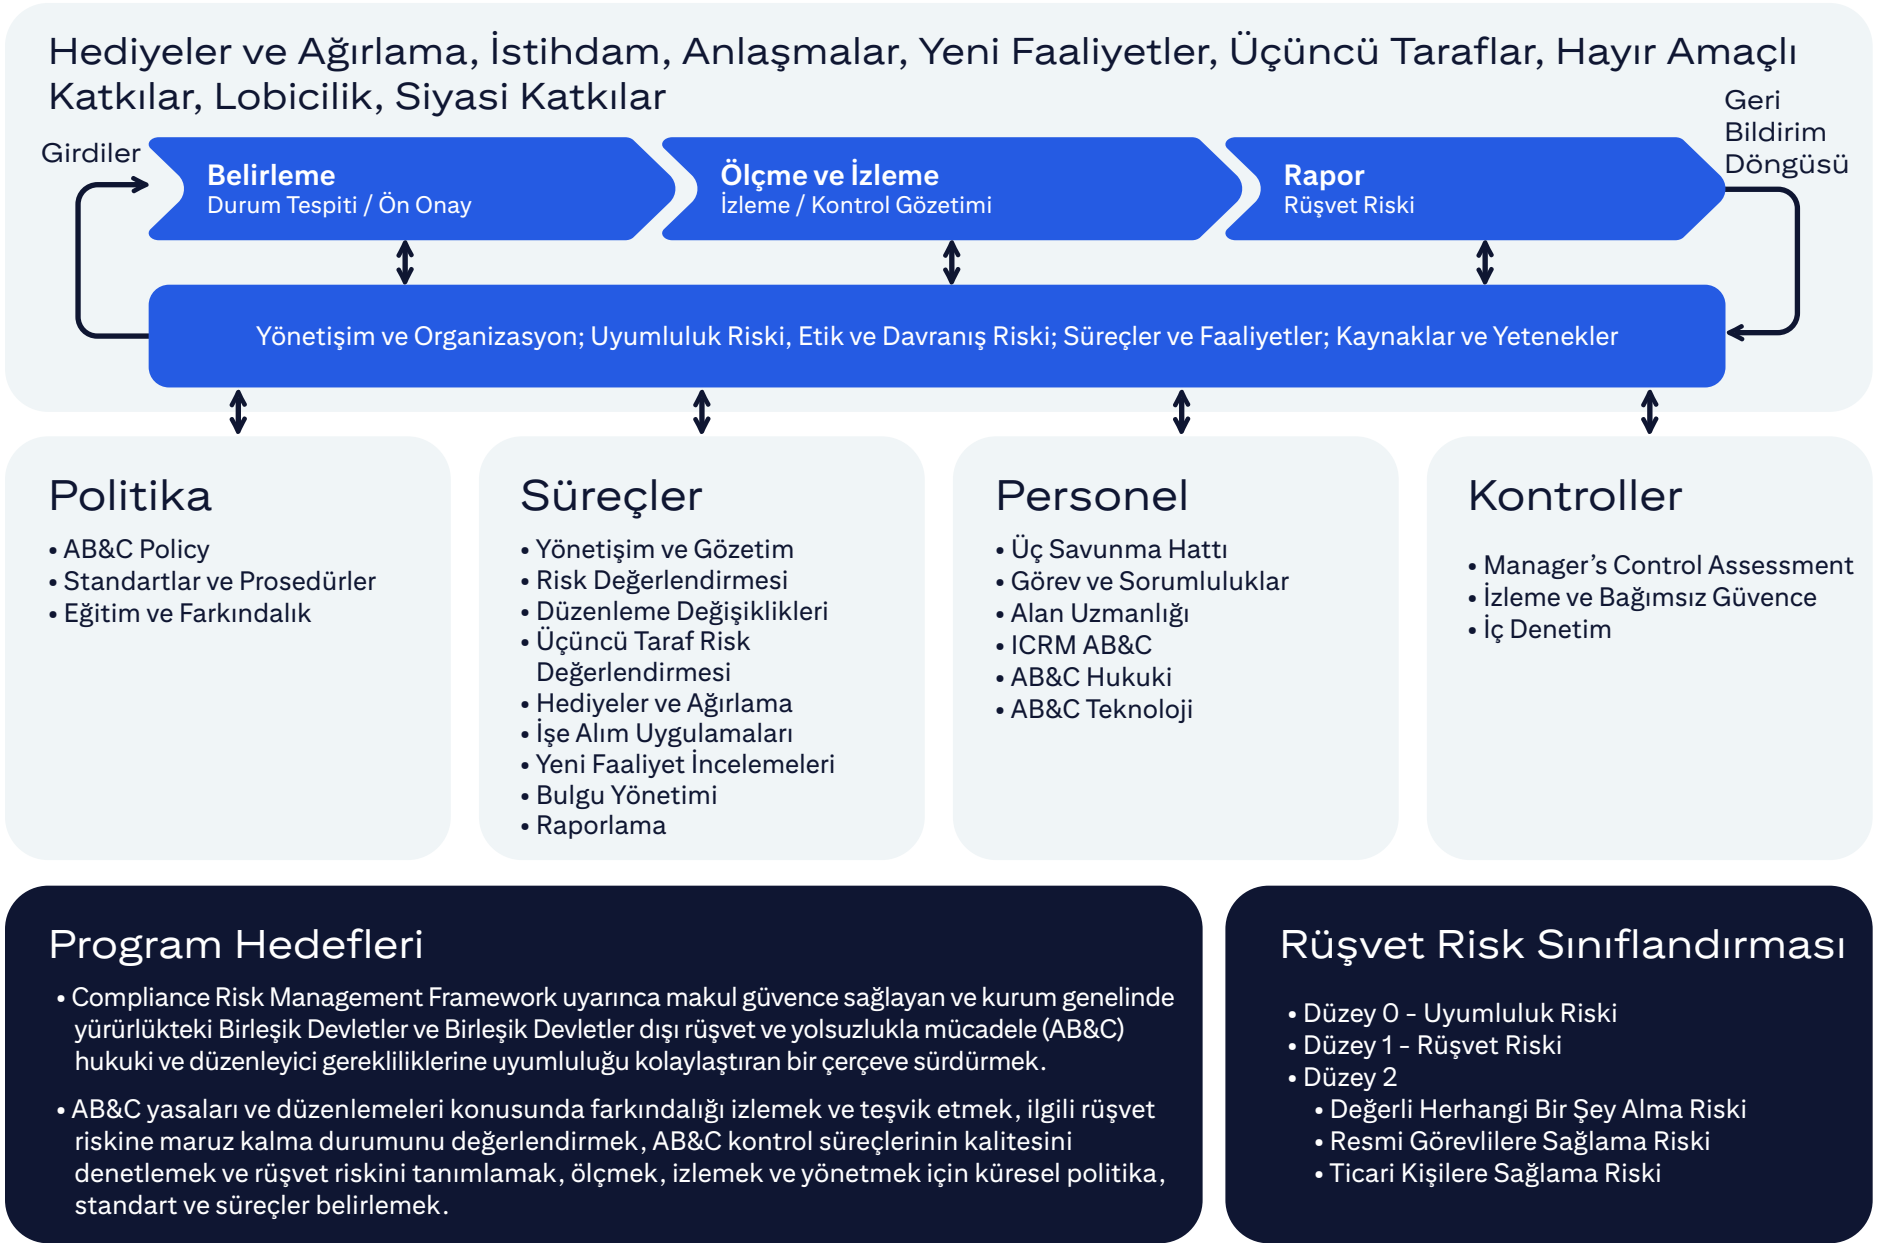 Hediyeler ve Ağırlama, İstihdam, Anlaşmalar, Yeni Faaliyetler, Üçüncü Taraflar, Hayır Amaçlı
Katkılar, Lobicilik, Siyasi Katkılar
Geri
Bildirim
Döngüsü
Girdiler
Belirleme
Durum Tespiti / Ön Onay
Ölçme ve İzleme
İzleme / Kontrol Gözetimi
Rapor
Rüşvet Riski
Yönetişim ve Organizasyon; Uyumluluk Riski, Etik ve Davranış Riski; Süreçler ve Faaliyetler; Kaynaklar ve Yetenekler
Politika
• AB&C Policy
• Standartlar ve Prosedürler
• Eğitim ve Farkındalık
Süreçler
• Yönetişim ve Gözetim
• Risk Değerlendirmesi
• Düzenleme Değişiklikleri
• Üçüncü Taraf Risk
Değerlendirmesi
• Hediyeler ve Ağırlama
• İşe Alım Uygulamaları
• Yeni Faaliyet İncelemeleri
• Bulgu Yönetimi
• Raporlama
Personel
• Üç Savunma Hattı
• Görev ve Sorumluluklar
• Alan Uzmanlığı
• ICRM AB&C
• AB&C Hukuki
• AB&C Teknoloji
Kontroller
• Manager’s Control Assessment
• İzleme ve Bağımsız Güvence
• İç Denetim
Program Hedefleri
• Compliance Risk Management Framework uyarınca makul güvence sağlayan ve kurum genelinde
yürürlükteki Birleşik Devletler ve Birleşik Devletler dışı rüşvet ve yolsuzlukla mücadele (AB&C)
hukuki ve düzenleyici gerekliliklerine uyumluluğu kolaylaştıran bir çerçeve sürdürmek.
• AB&C yasaları ve düzenlemeleri konusunda farkındalığı izlemek ve teşvik etmek, ilgili rüşvet
riskine maruz kalma durumunu değerlendirmek, AB&C kontrol süreçlerinin kalitesini
denetlemek ve rüşvet riskini tanımlamak, ölçmek, izlemek ve yönetmek için küresel politika,
standart ve süreçler belirlemek.
Rüşvet Risk Sınıflandırması
• Düzey 0 - Uyumluluk Riski
• Düzey 1 - Rüşvet Riski
• Düzey 2
• Değerli Herhangi Bir Şey Alma Riski
• Resmi Görevlilere Sağlama Riski
• Ticari Kişilere Sağlama Riski